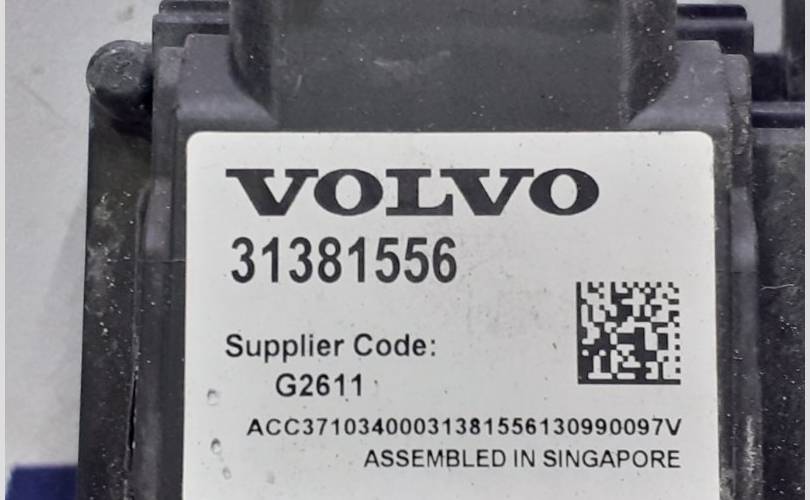 VOLVO
31381556
Supplier Code:
G2611
ACC37103400031381556130990097V
ASSEMBLED IN SINGAPORE